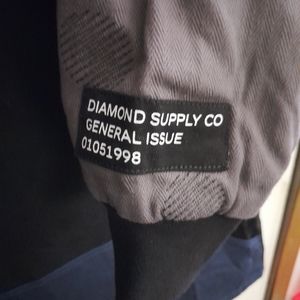 DIAMOND SUPPLY CO
GENERAL ISSUE
01051998